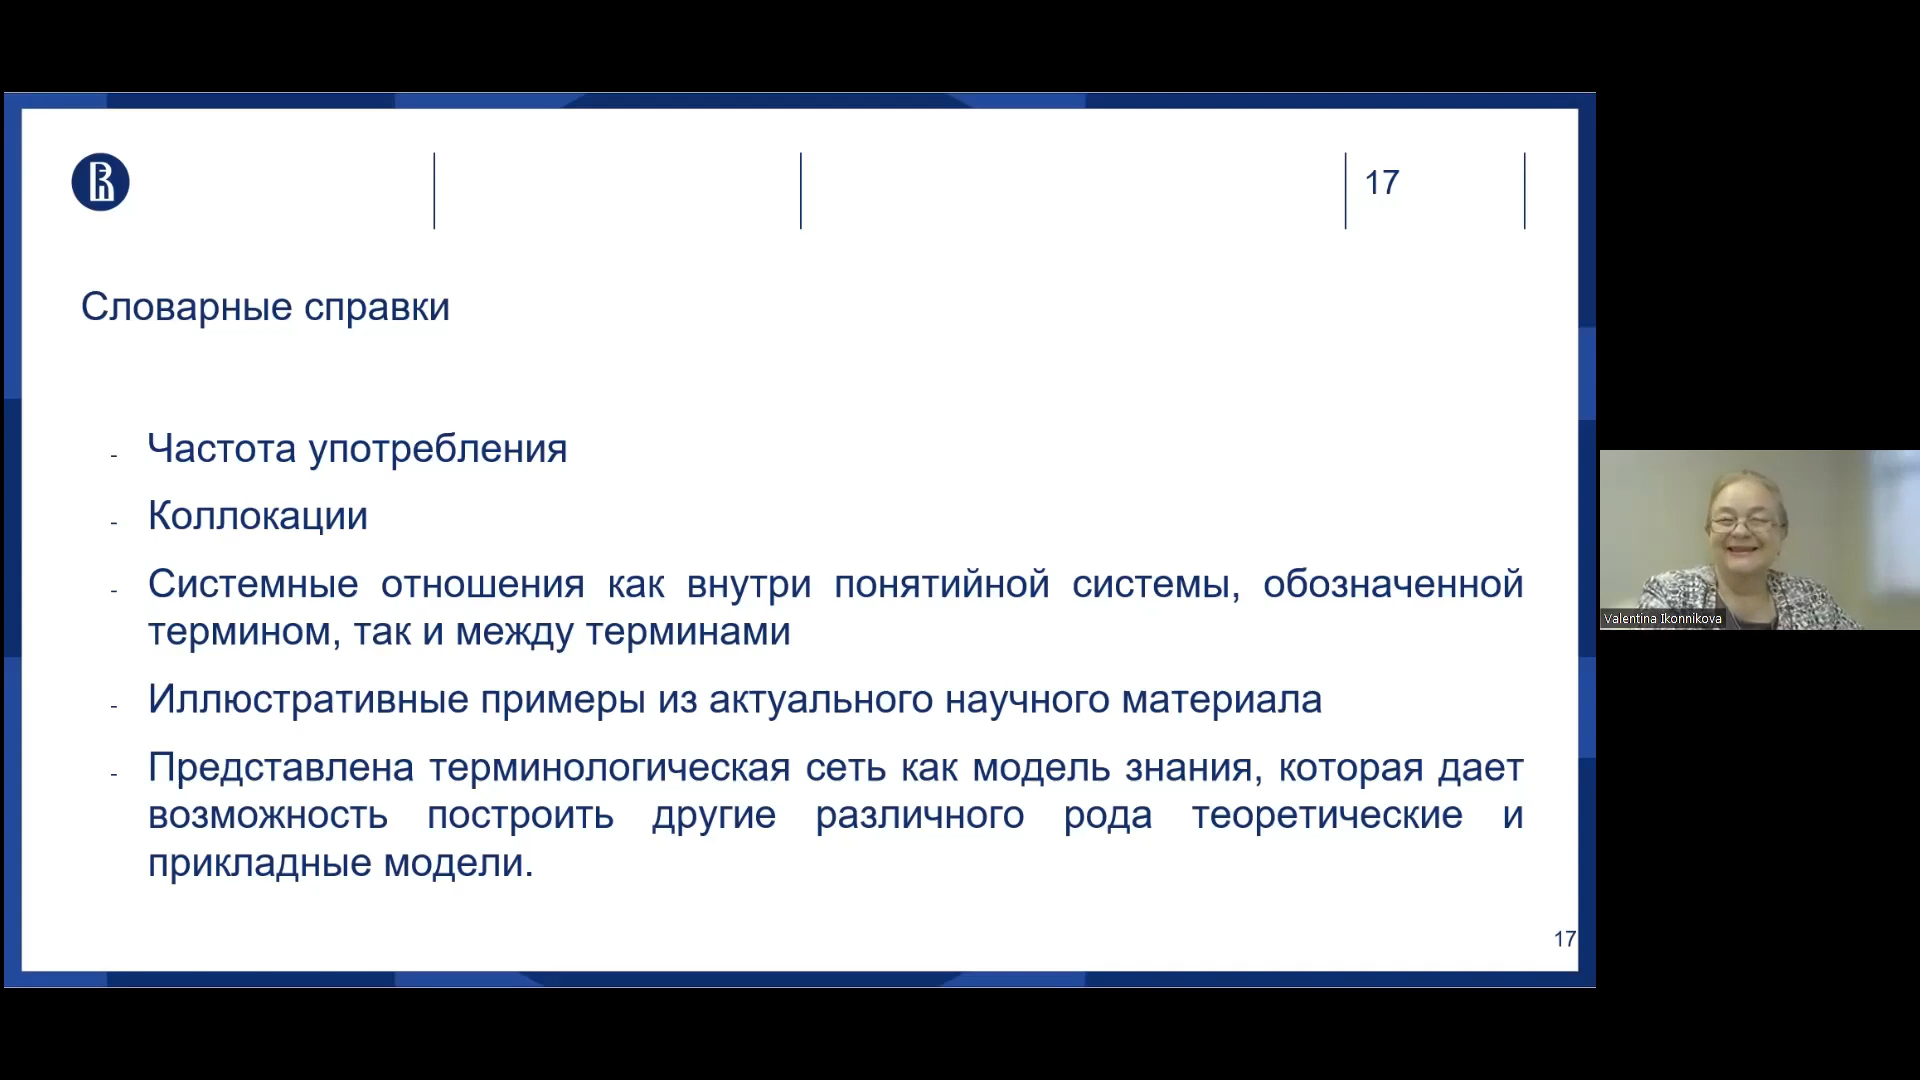 17
Словарные справки
- Частота употребления
- Коллокации
- Системные отношения как внутри понятийной системы, обозначенной
термином, так и между терминами
- Иллюстративные примеры из актуального научного материала
- Представлена терминологическая сеть как модель знания, которая дает
возможность построить другие различного рода теоретические и
прикладные модели.
17
Valentina Ikonnikova